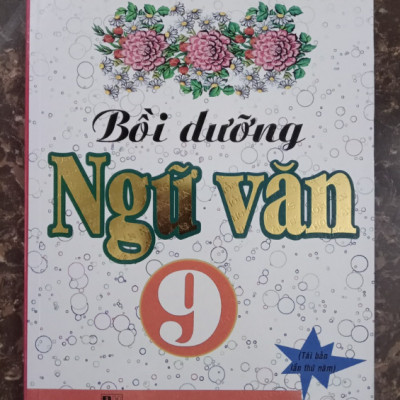 Bồi dưỡng
Ngữ văn
9
(Tái bản
lần thứ năm)